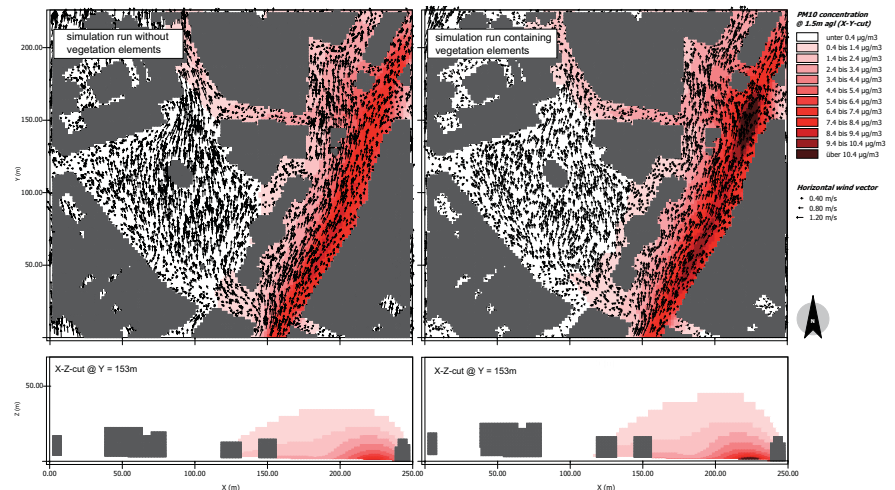 simulation run without
vegetation elements
simulation run containing
vegetation elements
PM10 concentration
@ 1.5m agl (X-Y-cut)
unter 0.4 µg/m3
0.4 bis 1.4 µg/m3
1.4 bis 2.4 µg/m3
2.4 bis 3.4 µg/m3
3.4 bis 4.4 µg/m3
4.4 bis 5.4 µg/m3
5.4 bis 6.4 µg/m3
6.4 bis 7.4 µg/m3
7.4 bis 8.4 µg/m3
8.4 bis 9.4 µg/m3
9.4 bis 10.4 µg/m3
über 10.4 µg/m3
Horizontal wind vector
0.40 m/s
0.80 m/s
1.20 m/s
N
200.00
150.00
Y (m)
100.00
50.00
X-Z-cut @ Y = 153m
X-Z-cut @ Y = 153m
50.00
Z (m)
0.00
0.00 50.00 100.00 150.00 200.00 250.00
50.00 100.00 150.00 200.00 250.00
X (m)
X (m)